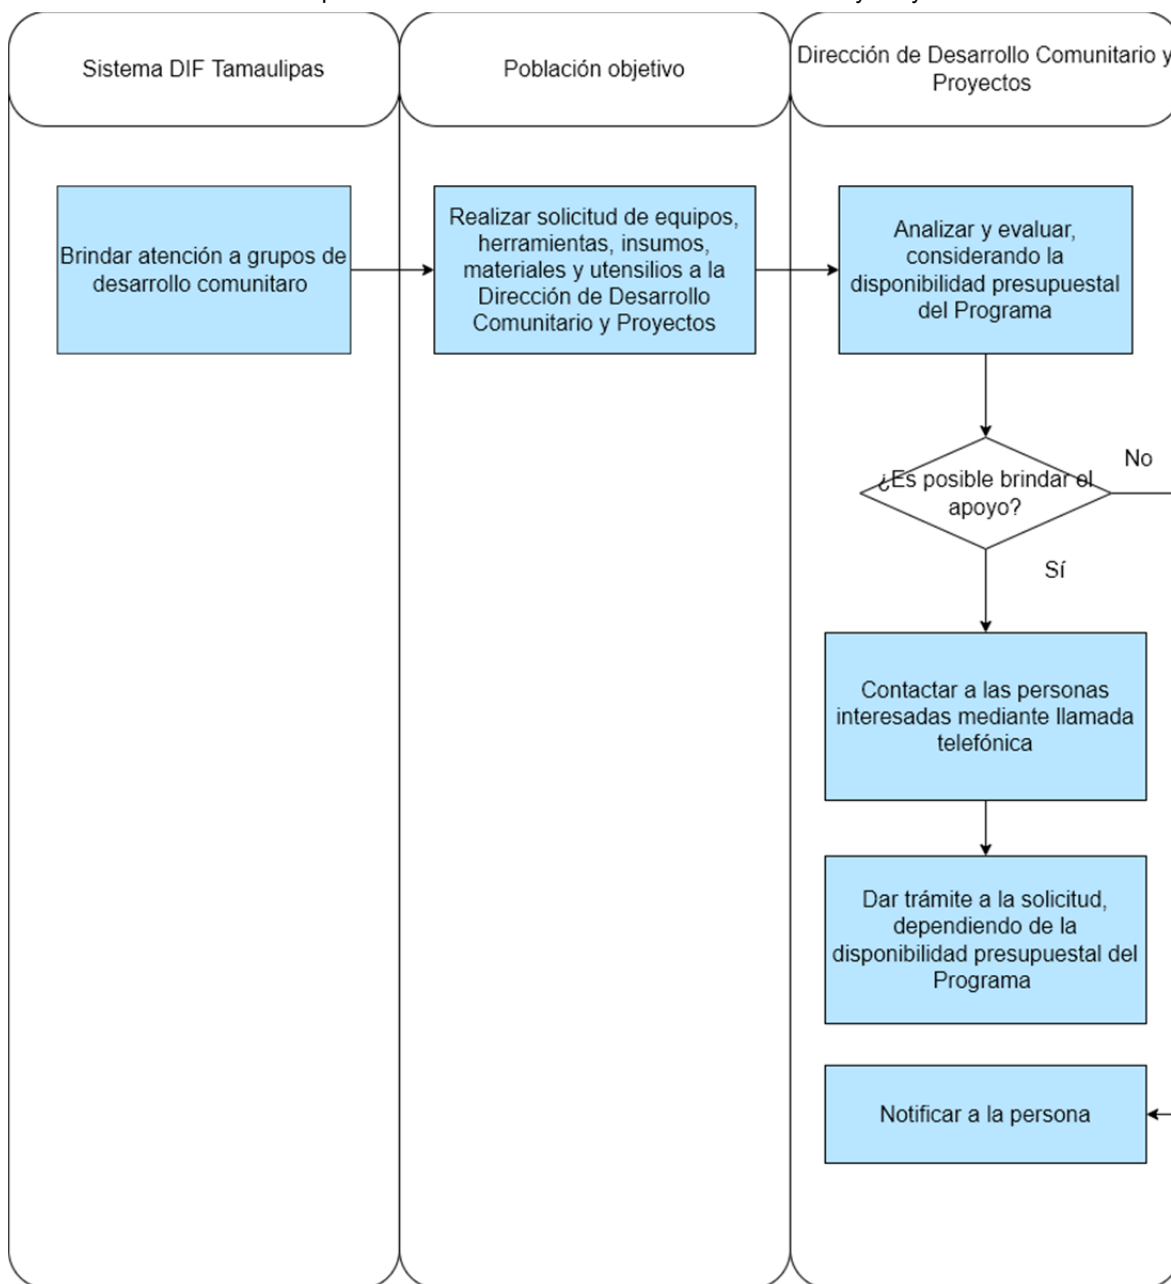 Sistema DIF Tamaulipas
Población objetivo
Dirección de Desarrollo Comunitario y
Proyectos
Brindar atención a grupos de
desarrollo comunitaro
Realizar solicitud de equipos,
herramientas, insumos,
materiales y utensilios a la
Dirección de Desarrollo
Comunitario y Proyectos
Analizar y evaluar,
considerando la
disponibilidad presupuestal
del Programa
¿Es posible brindar el
apoyo?
No
Sí
Contactar a las personas
interesadas mediante llamada
telefónica
Dar trámite a la solicitud,
dependiendo de la
disponibilidad presupuestal del
Programa
Notificar a la persona